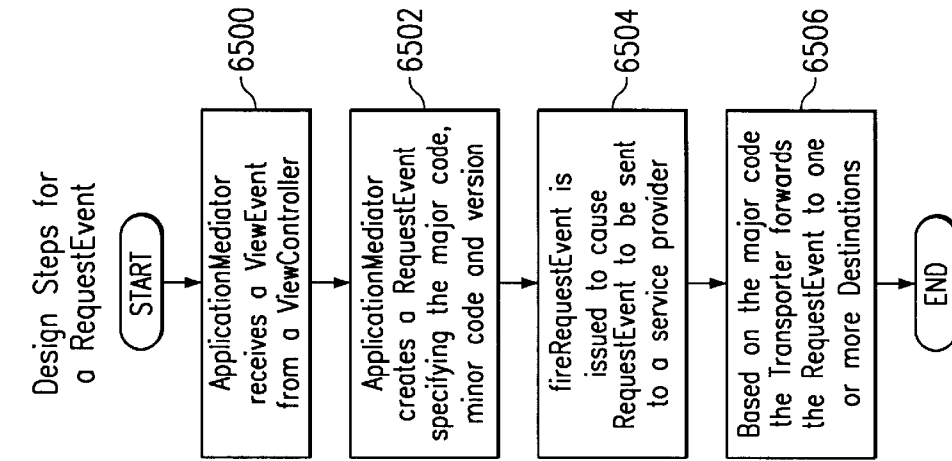 Design Steps for
a RequestEvent
START
ApplicationMediator
receives a ViewEvent
from a ViewController
6500
ApplicationMediator
creates a RequestEvent
specifying the major code,
minor code and version
6502
fireRequestEvent is
issued to cause
RequestEvent to be sent
to a service provider
6504
Based on the major code
the Transporter forwards
the RequestEvent to one
or more Destinations
6506
END